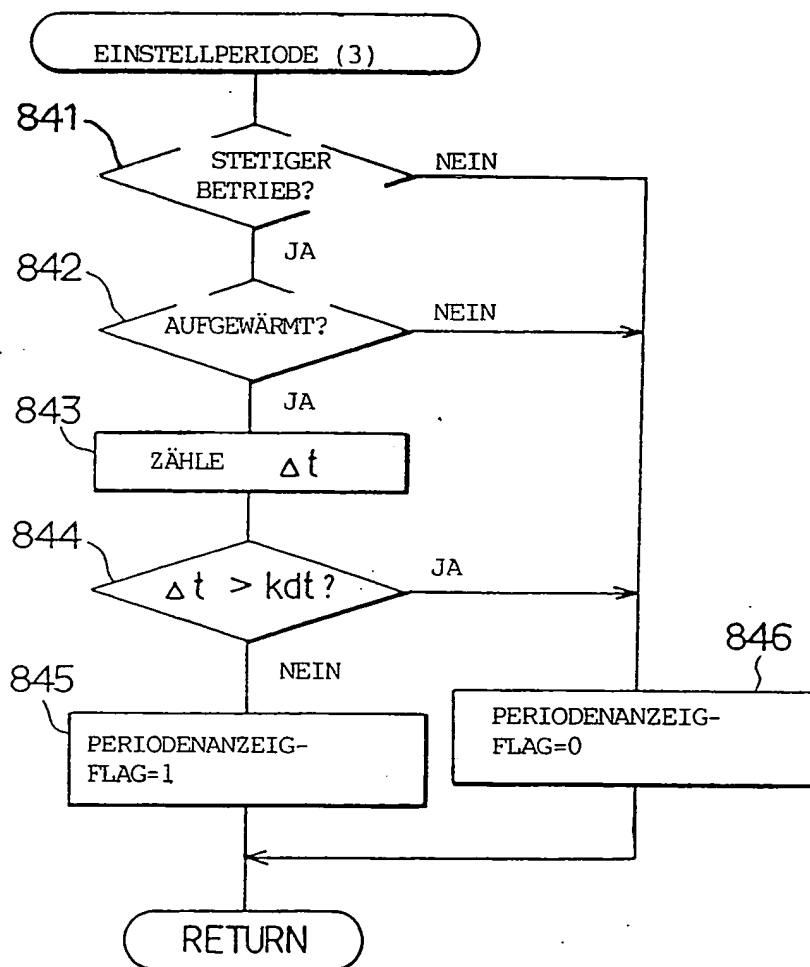 EINSTELLPERIODE (3)
841
STETIGER
BETRIEB?
NEIN
JA
842
AUFGEWÄRMT?
NEIN
JA
843
ZÄHLE Δt
844
Δt > kdt?
JA
NEIN
845
PERIODENANZEIG-
FLAG=1
846
PERIODENANZEIG-
FLAG=0
RETURN